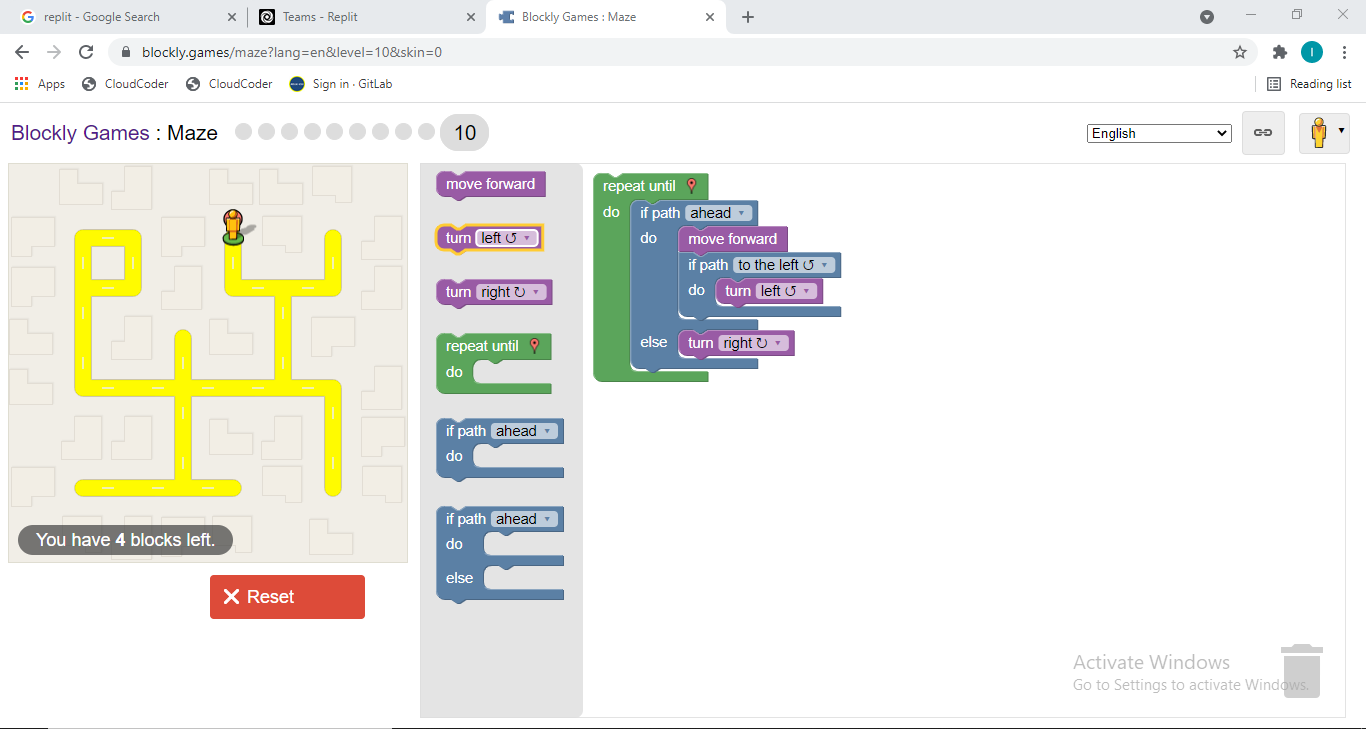 replit - Google Search
Teams - Replit
Blockly Games : Maze
blockly.games/maze?lang=en&level=10&skin=0
I
Apps
CloudCoder
CloudCoder
Sign in · GitLab
Reading list
Blockly Games : Maze
10
English
move forward
turn left ↺
turn right ↻
repeat until
do
if path ahead
do
if path ahead
do
else
repeat until
do
if path ahead
do
move forward
if path to the left ↺
do
turn left ↺
else
turn right ↻
You have 4 blocks left.
Reset
Activate Windows
Go to Settings to activate Windows.